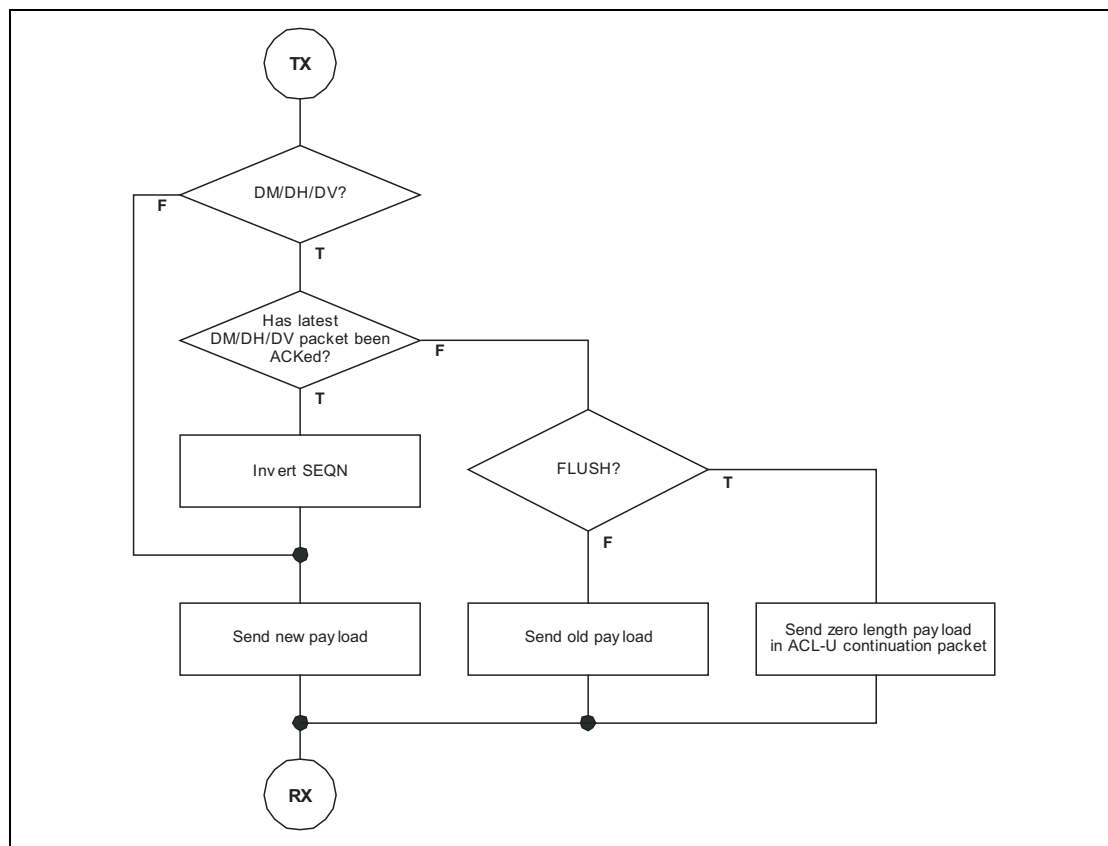 TX
DM/DH/DV?
F
T
Has latest
DM/DH/DV packet been
ACKed?
F
T
Invert SEQN
FLUSH?
T
F
Send new payload
Send old payload
Send zero length payload
in ACL-U continuation packet
RX